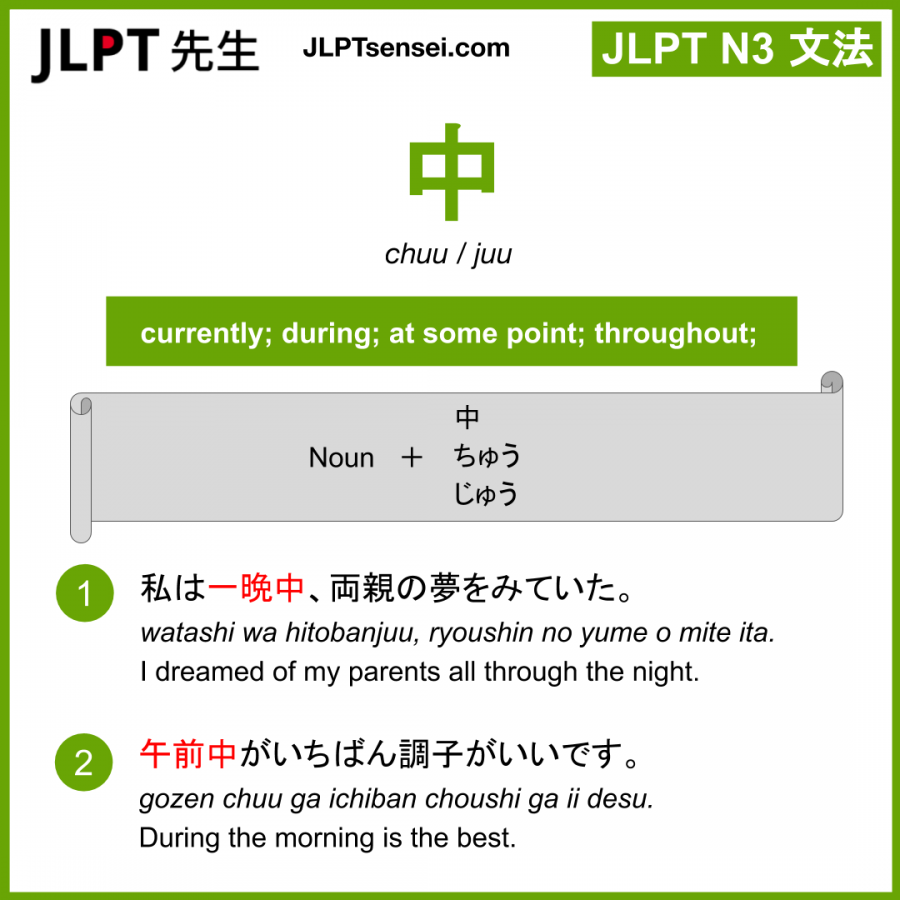 JLPT 先生
JLPTsensei.com
JLPT N3 文法
中
chuu / juu
currently; during; at some point; throughout;
中
Noun + ちゅう
じゅう
1 私は一晩中、両親の夢をみていた。
watashi wa hitobanjuu, ryoushin no yume o mite ita.
I dreamed of my parents all through the night.
2 午前中がいちばん調子がいいです。
gozen chuu ga ichiban choushi ga ii desu.
During the morning is the best.